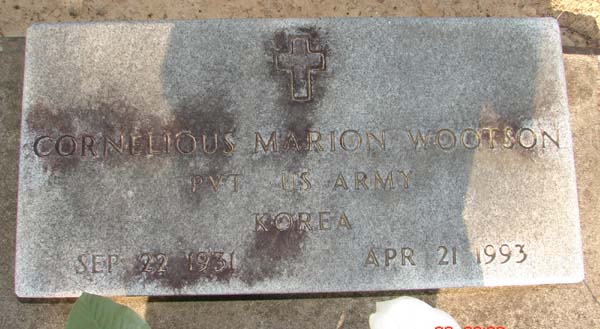 CORNELIOUS MARION WOOTSON
PVT US ARMY
KOREA
SEP 22 1931 APR 21 1993